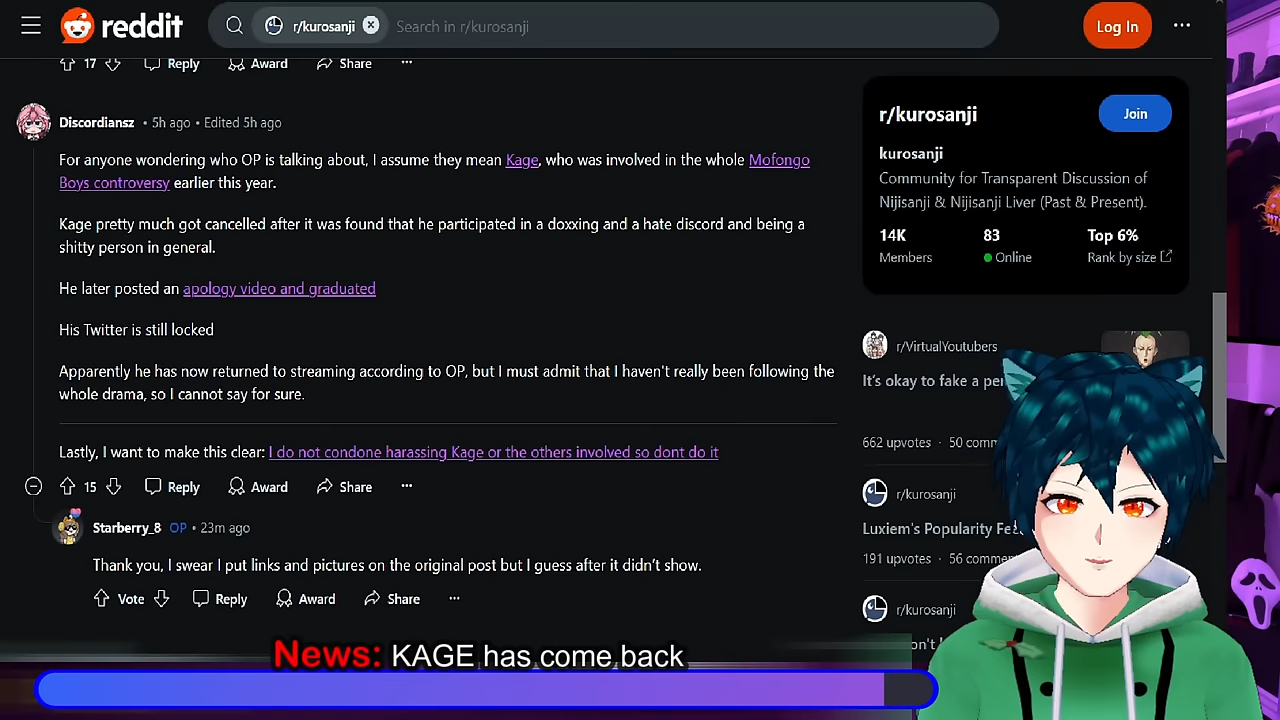 reddit
r/kurosanji
Search in r/kurosanji
Log In
17 Reply Award Share
Discordiansz • 5h ago • Edited 5h ago
For anyone wondering who OP is talking about, I assume they mean Kage, who was involved in the whole Mofongo
Boys controversy earlier this year.
Kage pretty much got cancelled after it was found that he participated in a doxxing and a hate discord and being a
shitty person in general.
He later posted an apology video and graduated
His Twitter is still locked
Apparently he has now returned to streaming according to OP, but I must admit that I haven't really been following the
whole drama, so I cannot say for sure.
Lastly, I want to make this clear: I do not condone harassing Kage or the others involved so dont do it
15 Reply Award Share
Starberry_8 OP • 23m ago
Thank you, I swear I put links and pictures on the original post but I guess after it didn't show.
Vote Reply Award Share
r/kurosanji
Join
kurosanji
Community for Transparent Discussion of
Nijisanji & Nijisanji Liver (Past & Present).
14K 83 Top 6%
Members Online Rank by size
r/VirtualYoutubers
It's okay to fake a
662 upvotes · 50
r/kurosanji
Luxiem's Popularity
191 upvotes · 56
r/kurosanji
News: KAGE has come back